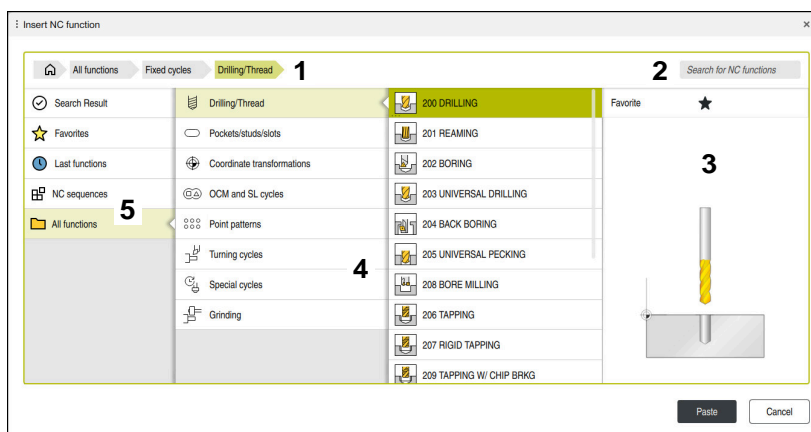 Insert NC function
All functions
Fixed cycles
Drilling/Thread
1
2
Search for NC functions
Search Result
Favorites
Last functions
NC sequences
5
All functions
Drilling/Thread
Pockets/studs/slots
Coordinate transformations
OCM and SL cycles
Point patterns
Turning cycles
4
Special cycles
Grinding
200 DRILLING
201 REAMING
202 BORING
203 UNIVERSAL DRILLING
204 BACK BORING
205 UNIVERSAL PECKING
208 BORE MILLING
206 TAPPING
207 RIGID TAPPING
209 TAPPING W/ CHIP BRKG
Favorite
3
Paste
Cancel